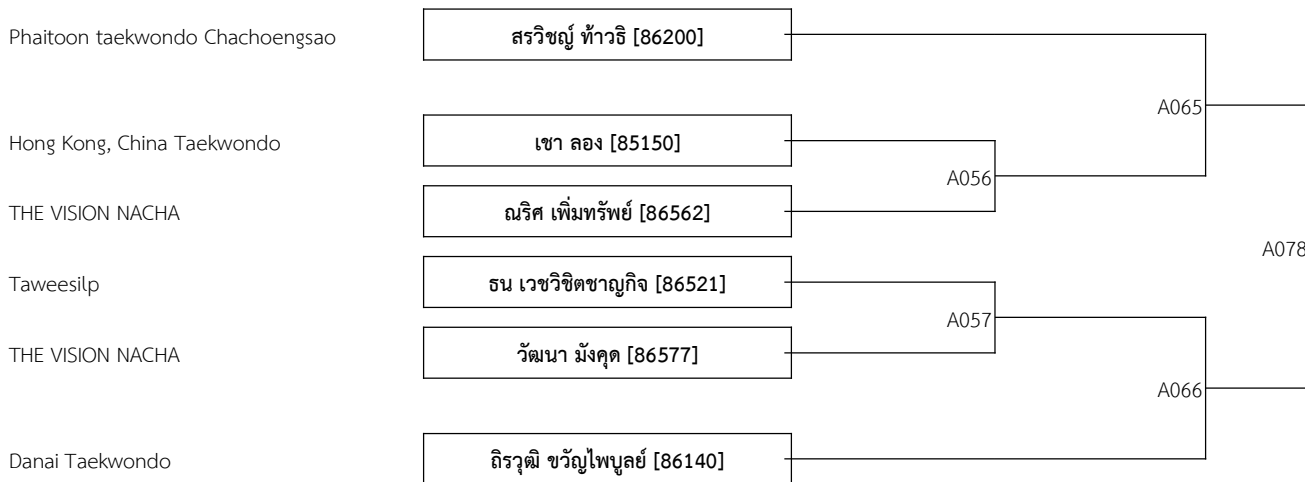 Phaitoon taekwondo Chachoengsao
สรวิชญ์ ท้าวธิ [86200]
A065
Hong Kong, China Taekwondo
เชา ลอง [85150]
A056
THE VISION NACHA
ณริศ เพิ่มทรัพย์ [86562]
A078
Taweesilp
ธน เวชวิชิตชาญกิจ [86521]
A057
THE VISION NACHA
วัฒนา มังคุด [86577]
A066
Danai Taekwondo
ถิรวุฒิ ขวัญไพบูลย์ [86140]